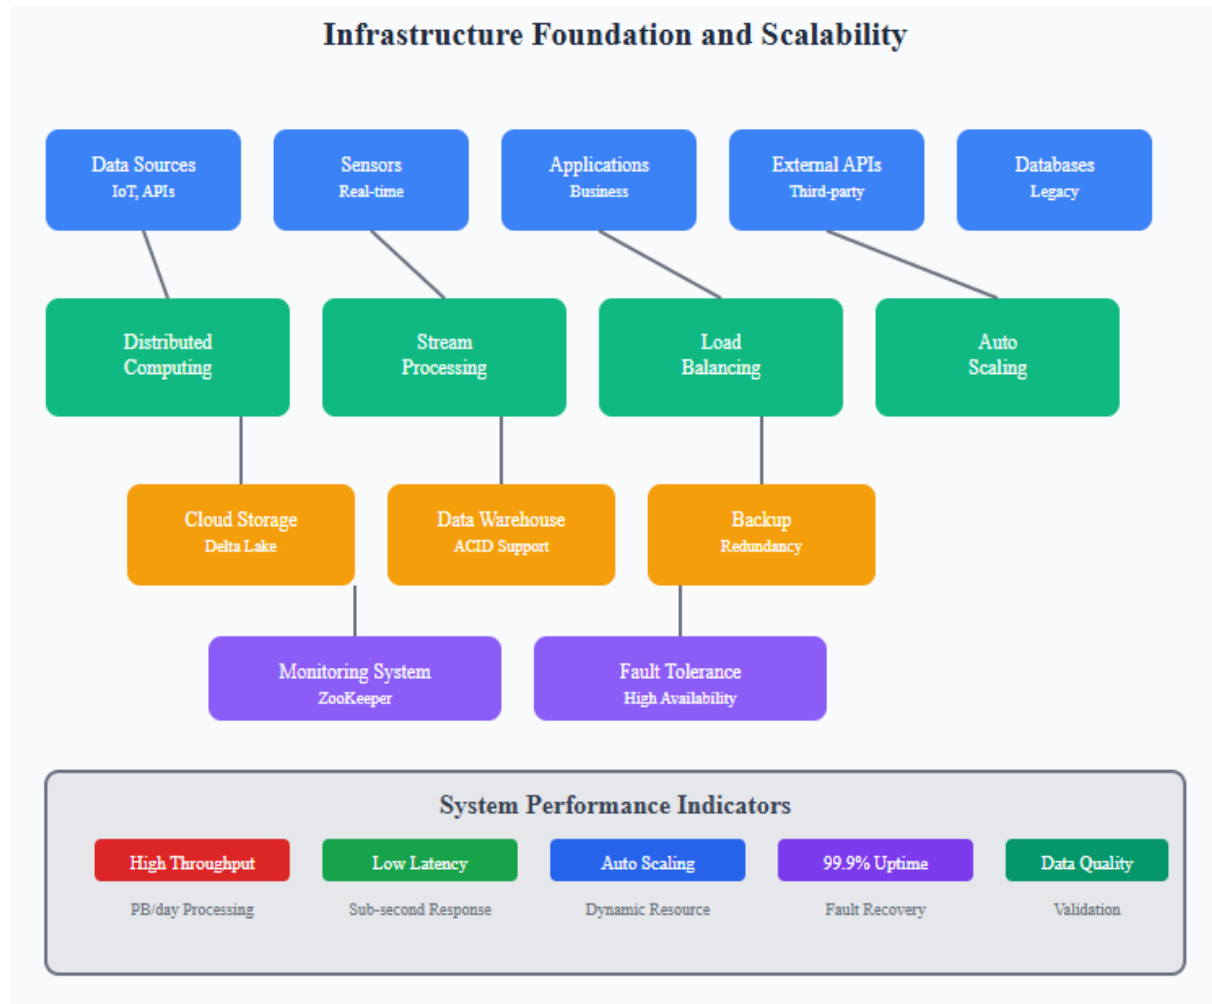 Infrastructure Foundation and Scalability
Data Sources
IoT, APIs
Sensors
Real-time
Applications
Business
External APIs
Third-party
Databases
Legacy
Distributed
Computing
Stream
Processing
Load
Balancing
Auto
Scaling
Cloud Storage
Delta Lake
Data Warehouse
ACID Support
Backup
Redundancy
Monitoring System
ZooKeeper
Fault Tolerance
High Availability
System Performance Indicators
High Throughput
PB/day Processing
Low Latency
Sub-second Response
Auto Scaling
Dynamic Resource
99.9% Uptime
Fault Recovery
Data Quality
Validation